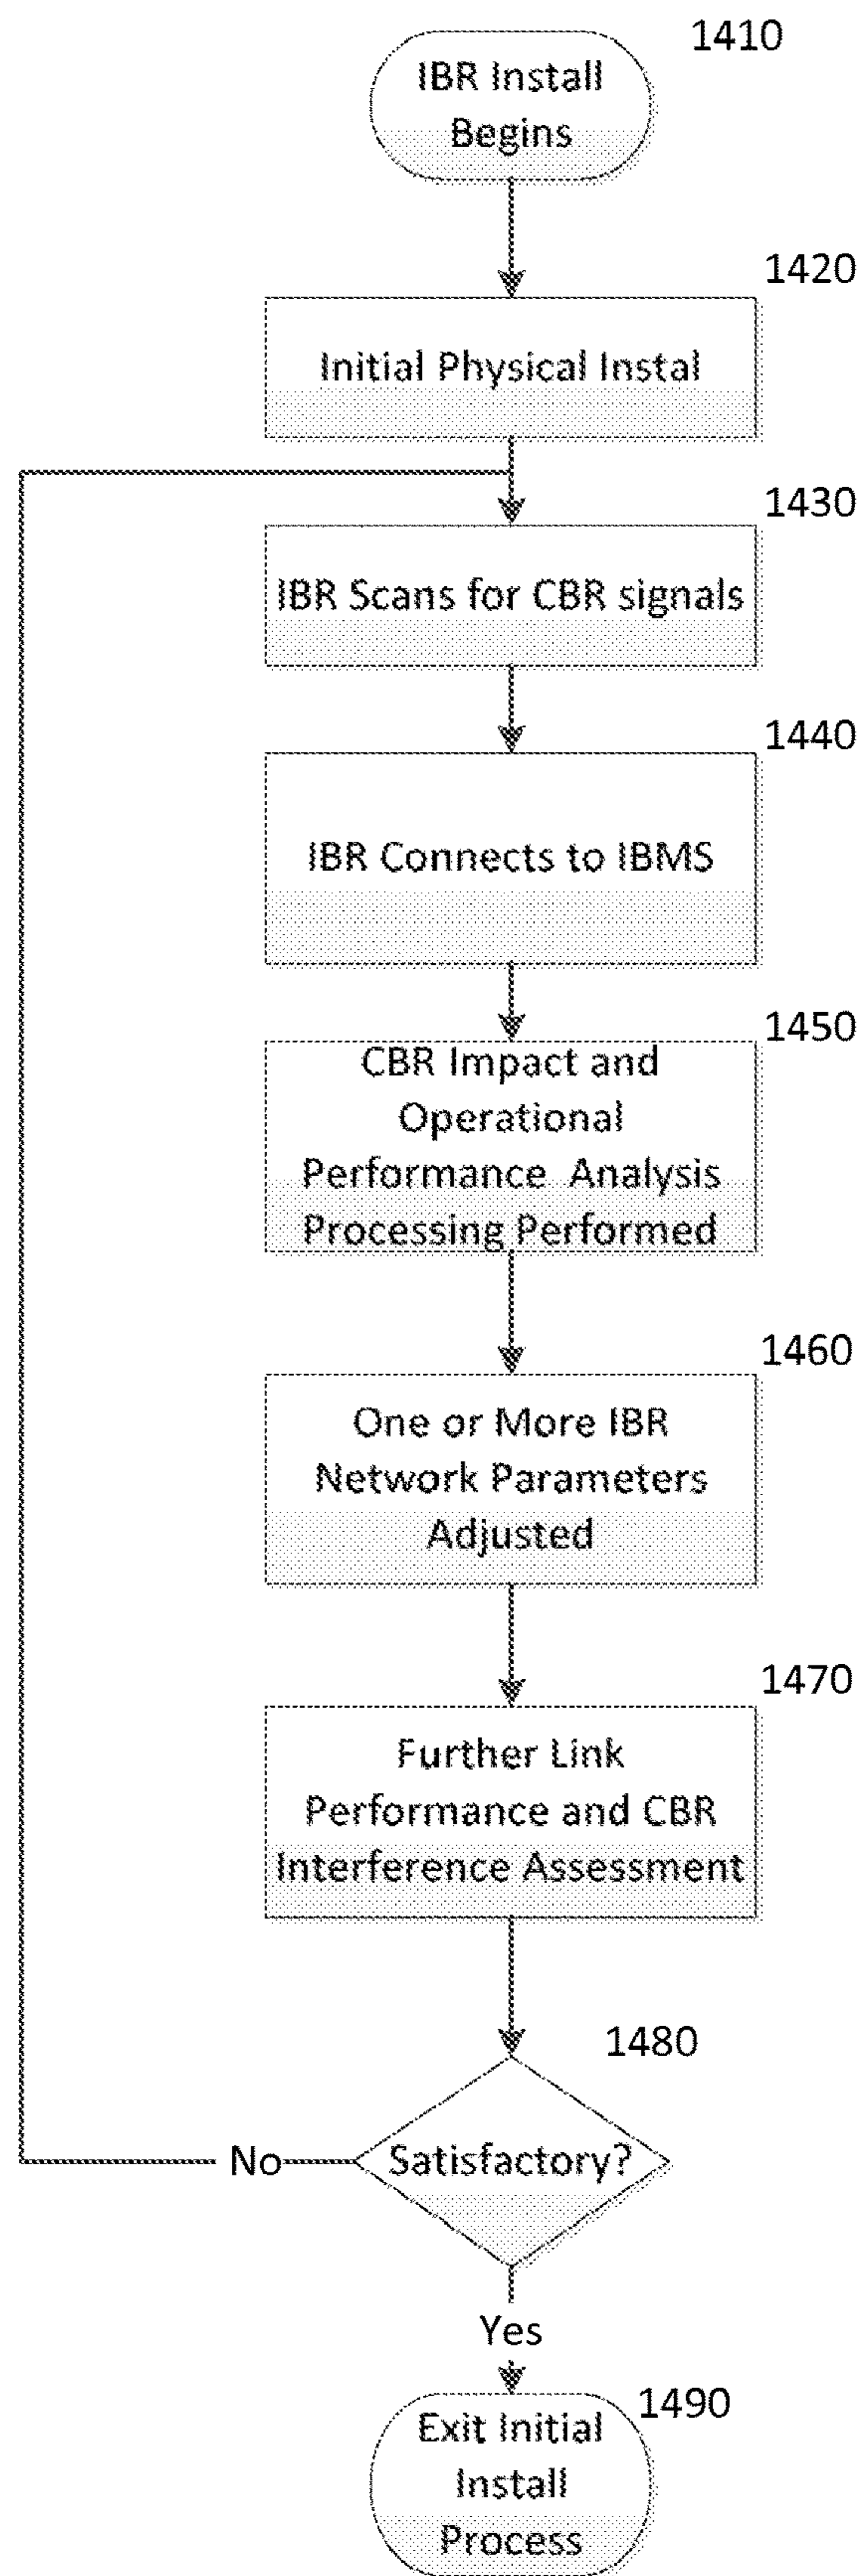 1410
IBR Install
Begins
1420
Initial Physical Instal
1430
IBR Scans for CBR signals
1440
IBR Connects to IBMS
1450
CBR Impact and
Operational
Performance Analysis
Processing Performed
1460
One or More IBR
Network Parameters
Adjusted
1470
Further Link
Performance and CBR
Interference Assessment
1480
Satisfactory?
No
Yes
1490
Exit Initial
Install
Process